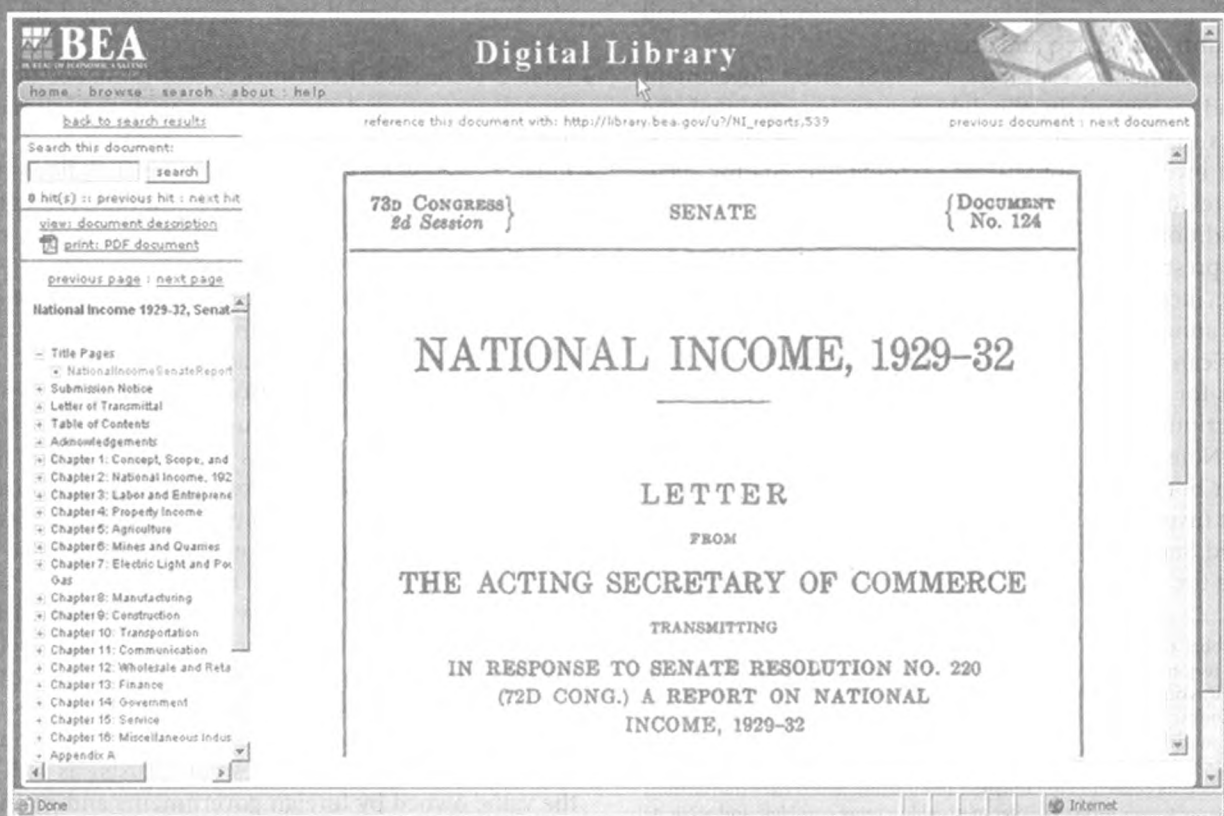 BEA
BUREAU OF ECONOMIC ANALYSIS
Digital Library
home : browse : search : about : help
back to search results
reference this document with: http://library.bea.gov/u?/NI_reports,539
previous document : next document
Search this document:
search
0 hit(s) :: previous hit : next hit
view: document description
print: PDF document
previous page : next page
National Income 1929-32, Senat
Title Pages
NationalIncomeSenateReport
Submission Notice
Letter of Transmittal
Table of Contents
Acknowledgements
Chapter 1: Concept, Scope, and
Chapter 2: National Income, 192
Chapter 3: Labor and Entreprene
Chapter 4: Property Income
Chapter 5: Agriculture
Chapter 6: Mines and Quarries
Chapter 7: Electric Light and Po
Gas
Chapter 8: Manufacturing
Chapter 9: Construction
Chapter 10: Transportation
Chapter 11: Communication
Chapter 12: Wholesale and Reta
Chapter 13: Finance
Chapter 14: Government
Chapter 15: Service
Chapter 16: Miscellaneous Indus
Appendix A
73D CONGRESS
2d Session
SENATE
DOCUMENT
No. 124
NATIONAL INCOME, 1929–32
LETTER
FROM
THE ACTING SECRETARY OF COMMERCE
TRANSMITTING
IN RESPONSE TO SENATE RESOLUTION NO. 220
(72D CONG.) A REPORT ON NATIONAL
INCOME, 1929–32
Done
Internet